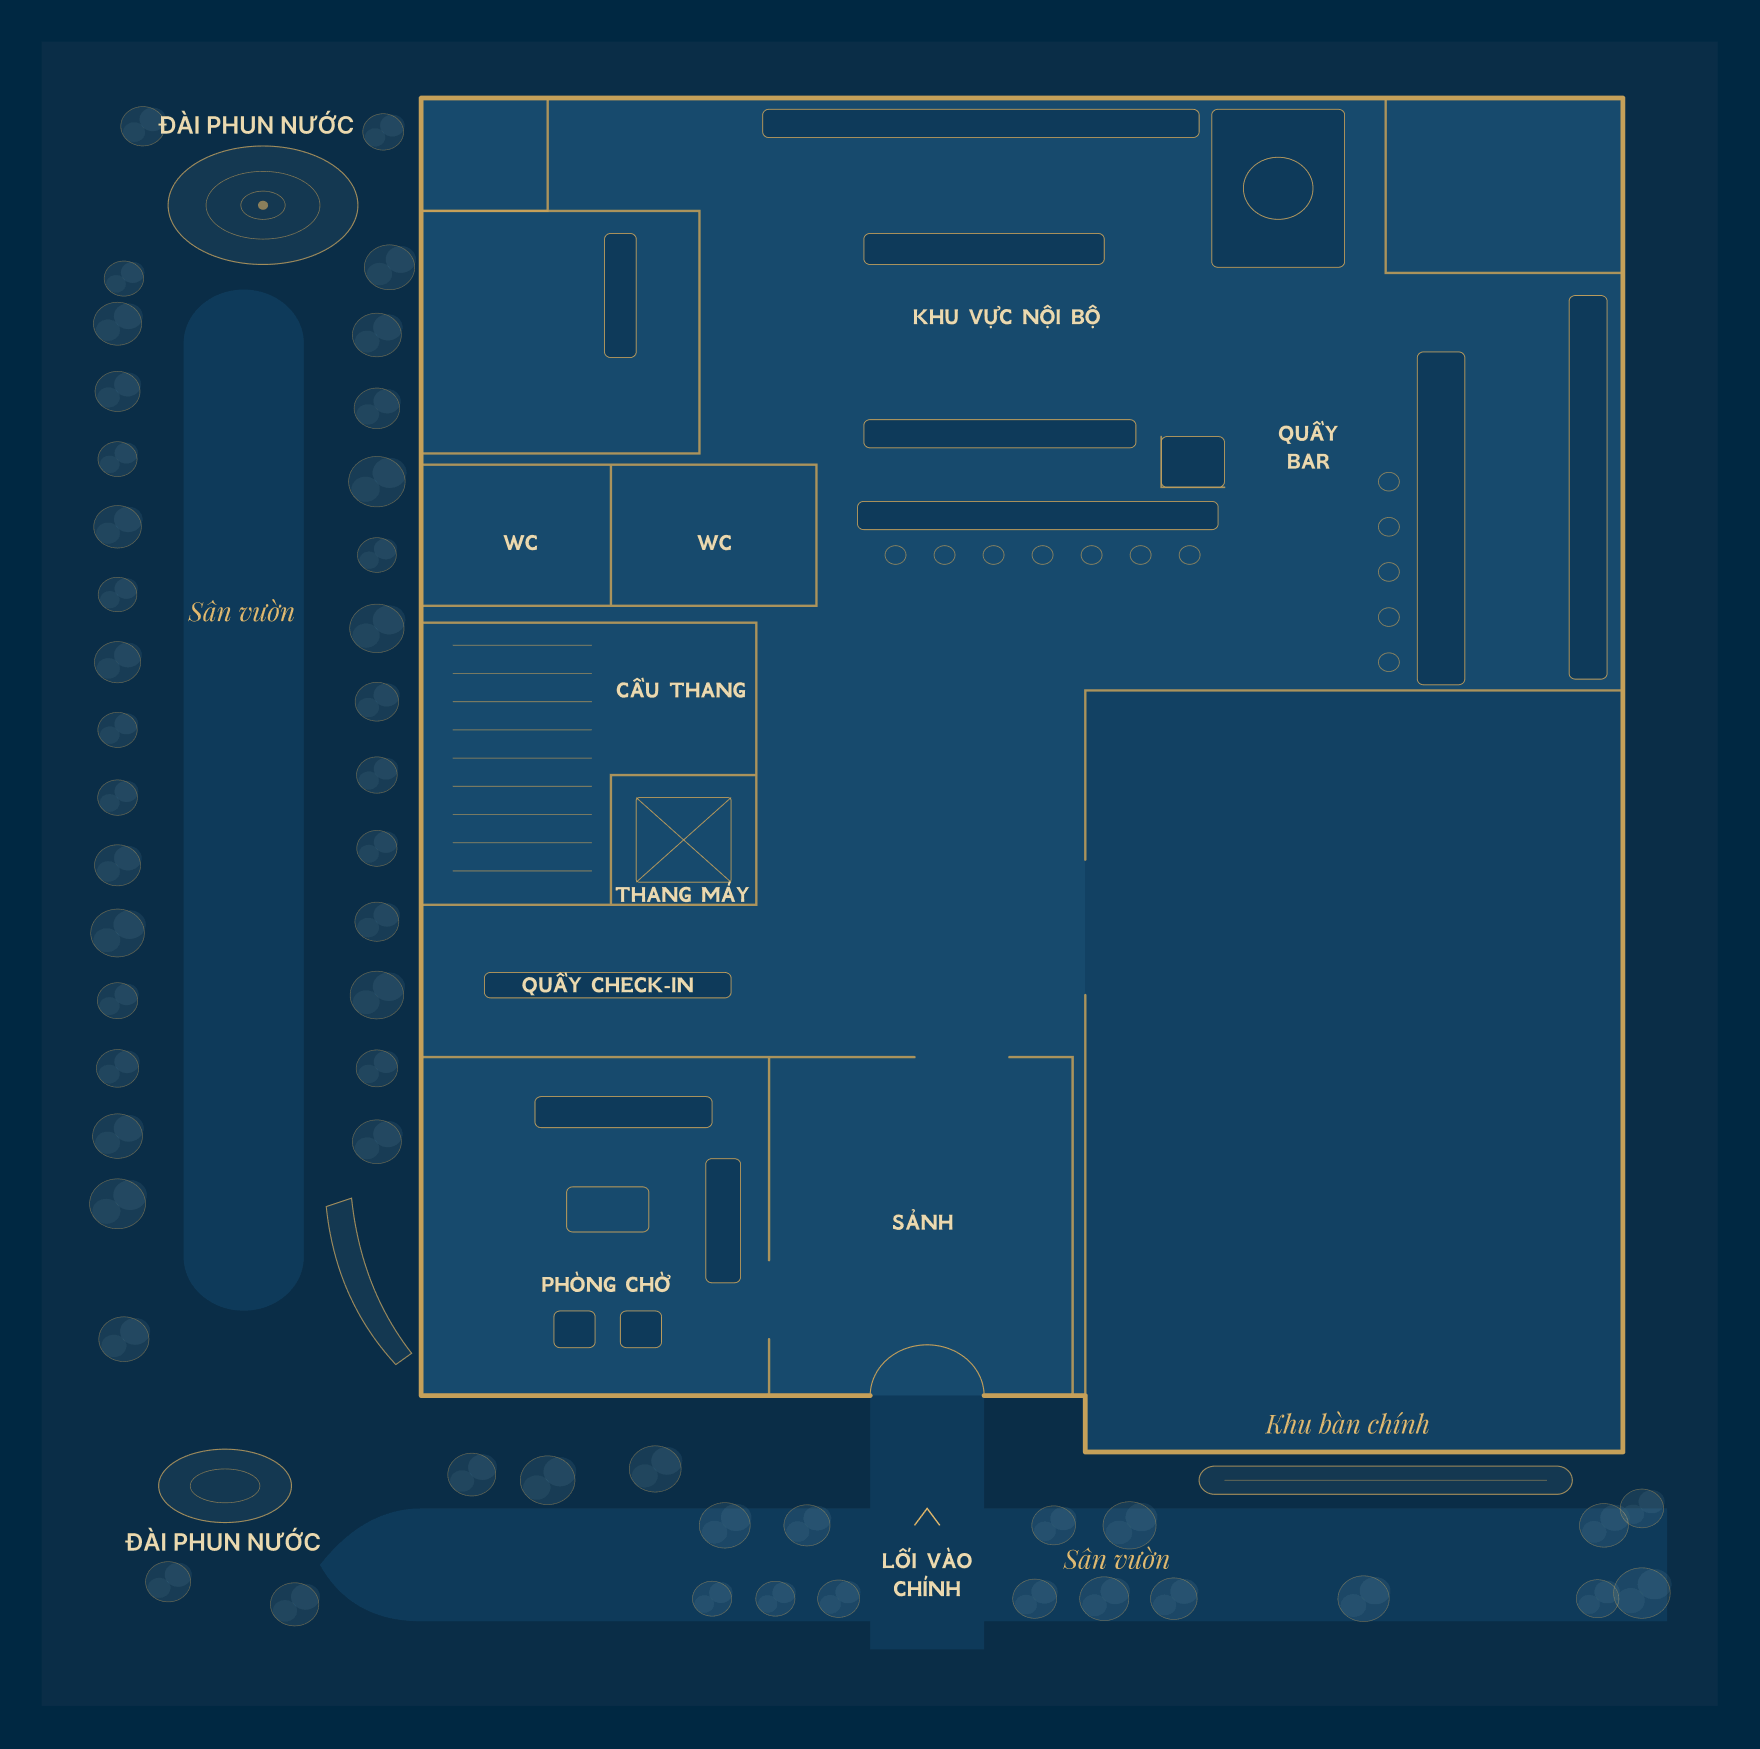 ĐÀI PHUN NƯỚC
KHU VỰC NỘI BỘ
QUẦY
BAR
WC
WC
Sân vườn
CẦU THANG
THANG MÁY
QUẦY CHECK-IN
SẢNH
PHÒNG CHỜ
Khu bàn chính
ĐÀI PHUN NƯỚC
LỐI VÀO
CHÍNH
Sân vườn